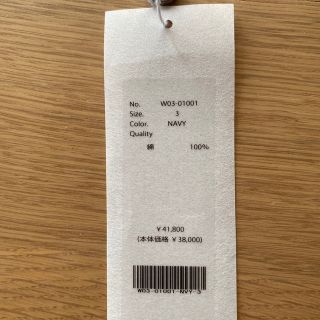 No. W03-01001
Size. 3
Color. NAVY
Quality
綿 100%
¥41,800
(本体価格 ¥38,000)
W03-01001-NVY-3